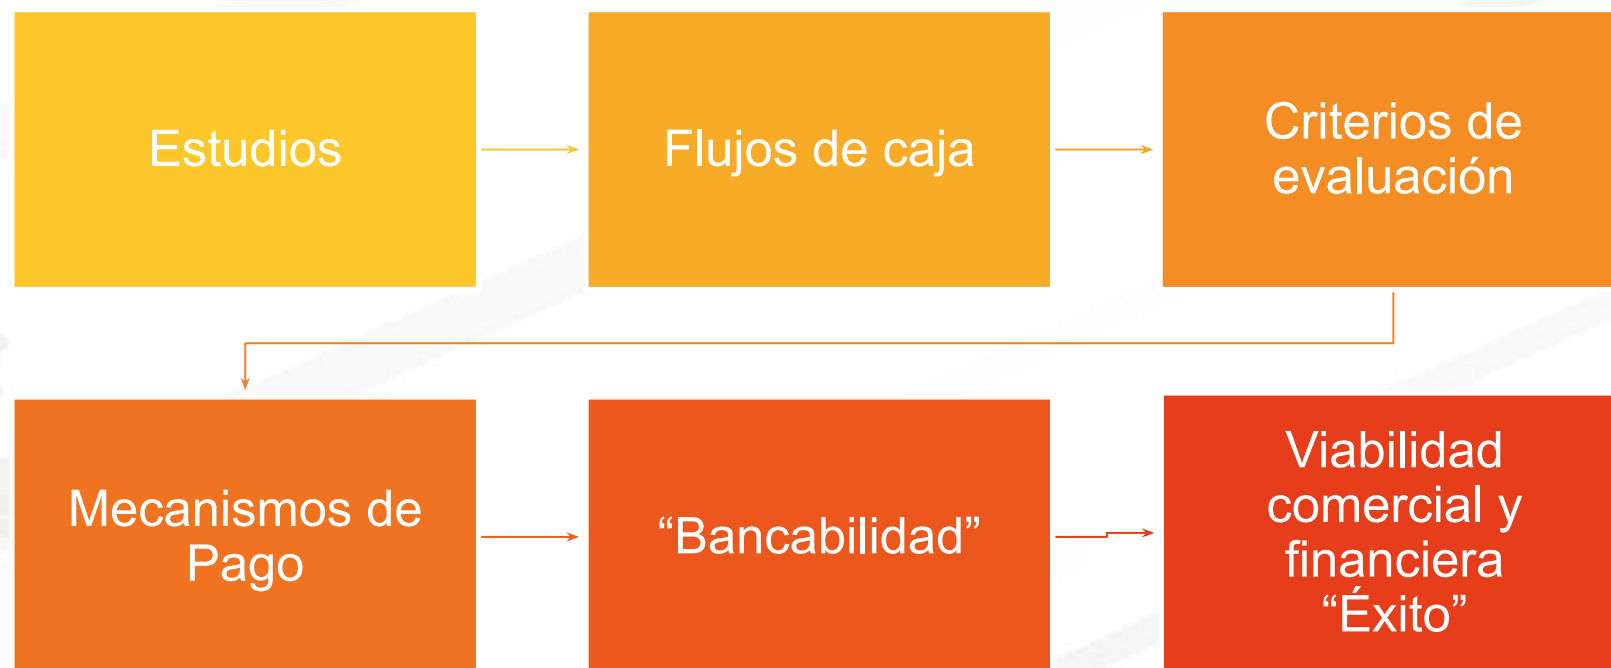 Estudios
Flujos de caja
Criterios de
evaluación
Mecanismos de
Pago
“Bancabilidad”
Viabilidad
comercial y
financiera
“Éxito”